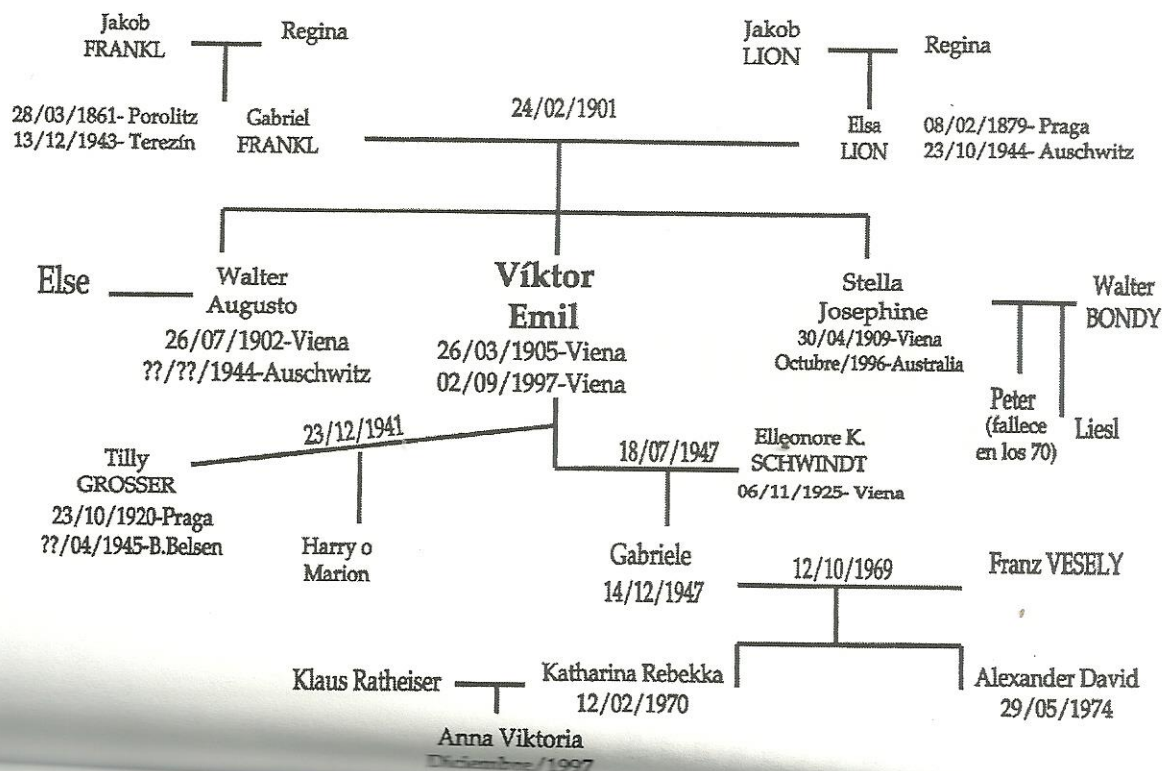 Jakob
FRANKL
Regina
Jakob
LION
Regina
28/03/1861- Porolitz
13/12/1943- Terezín
Gabriel
FRANKL
24/02/1901
Elsa
LION
08/02/1879- Praga
23/10/1944- Auschwitz
Else
Walter
Augusto
26/07/1902-Viena
??/??/1944-Auschwitz
Víktor
Emil
26/03/1905-Viena
02/09/1997-Viena
Stella
Josephine
30/04/1909-Viena
Octubre/1996-Australia
Walter
BONDY
Peter
(fallece
en los 70)
Liesl
23/12/1941
Tilly
GROSSER
23/10/1920-Praga
??/04/1945-B.Belsen
Harry o
Marion
18/07/1947
Elleonore K.
SCHWINDT
06/11/1925- Viena
Gabriele
14/12/1947
12/10/1969
Franz VESELY
Klaus Ratheiser
Katharina Rebekka
12/02/1970
Alexander David
29/05/1974
Anna Viktoria
Diciembre/1997